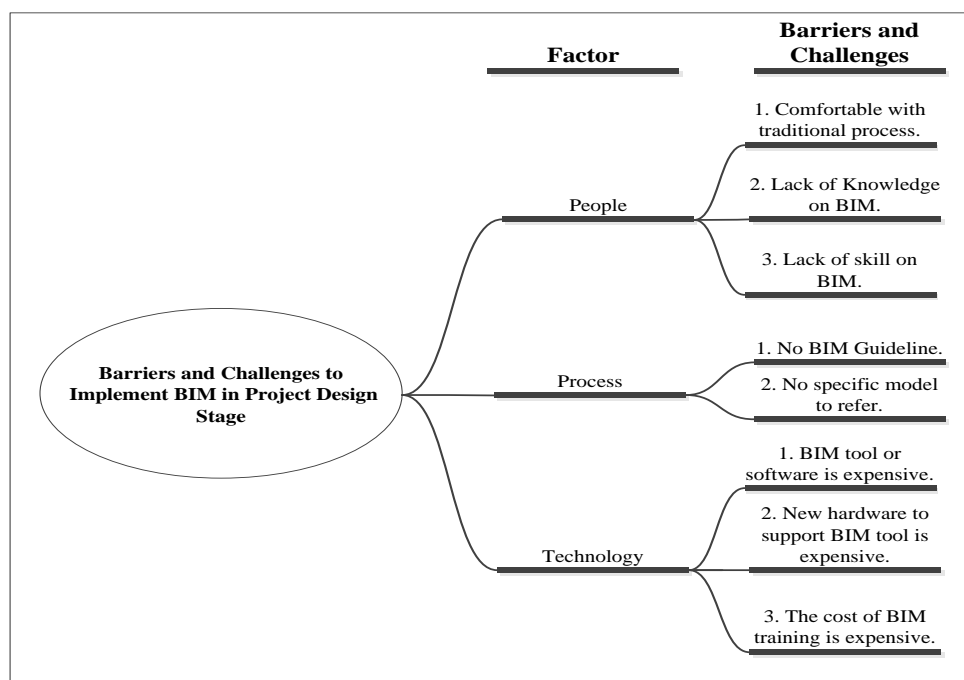 Factor
Barriers and
Challenges
Barriers and Challenges to
Implement BIM in Project Design
Stage
People
1. Comfortable with
traditional process.
2. Lack of Knowledge
on BIM.
3. Lack of skill on
BIM.
Process
1. No BIM Guideline.
2. No specific model
to refer.
Technology
1. BIM tool or
software is expensive.
2. New hardware to
support BIM tool is
expensive.
3. The cost of BIM
training is expensive.